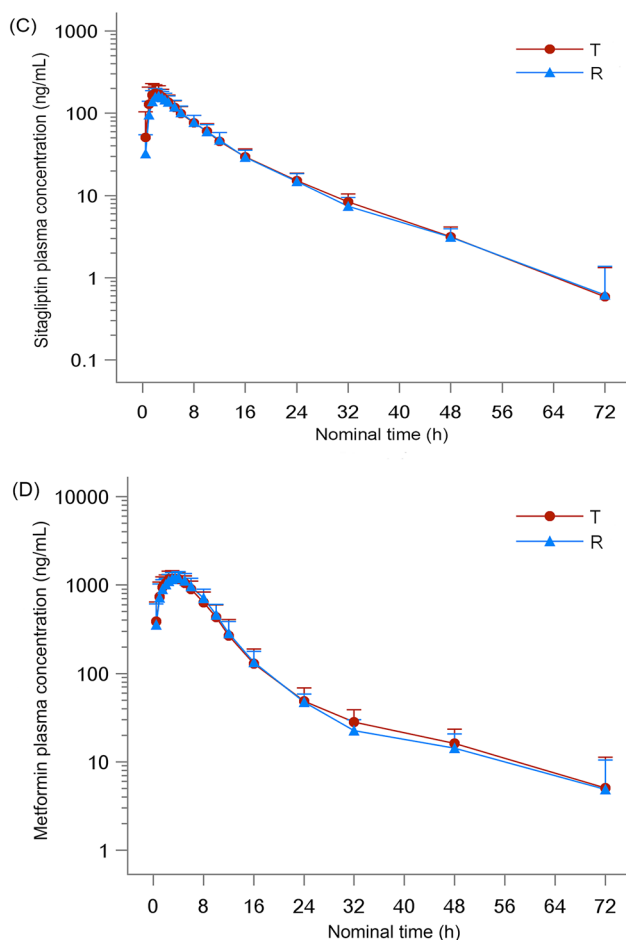 (C)
Sitagliptin plasma concentration (ng/mL)
1000
100
10
1
0.1
T
R
0 8 16 24 32 40 48 56 64 72
Nominal time (h)
(D)
Metformin plasma concentration (ng/mL)
10000
1000
100
10
1
T
R
0 8 16 24 32 40 48 56 64 72
Nominal time (h)